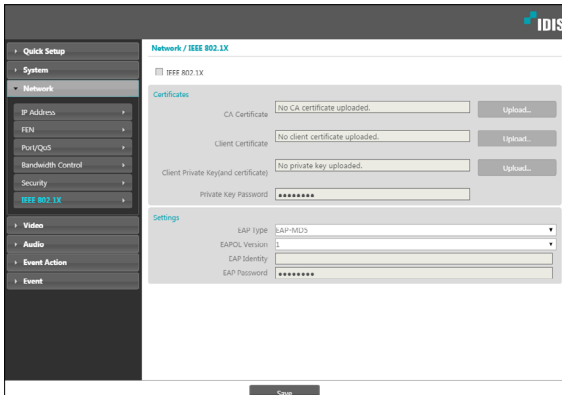 IDIS
Quick Setup
System
Network
IP Address
FEN
Port/QoS
Bandwidth Control
Security
IEEE 802.1X
Video
Audio
Event Action
Event
Network / IEEE 802.1X
IEEE 802.1X
Certificates
CA Certificate No CA certificate uploaded. Upload...
Client Certificate No client certificate uploaded. Upload...
Client Private Key(and certificate) No private key uploaded. Upload...
Private Key Password ●●●●●●●●
Settings
EAP Type EAP-MD5
EAPOL Version 1
EAP Identity
EAP Password ●●●●●●●●
Save